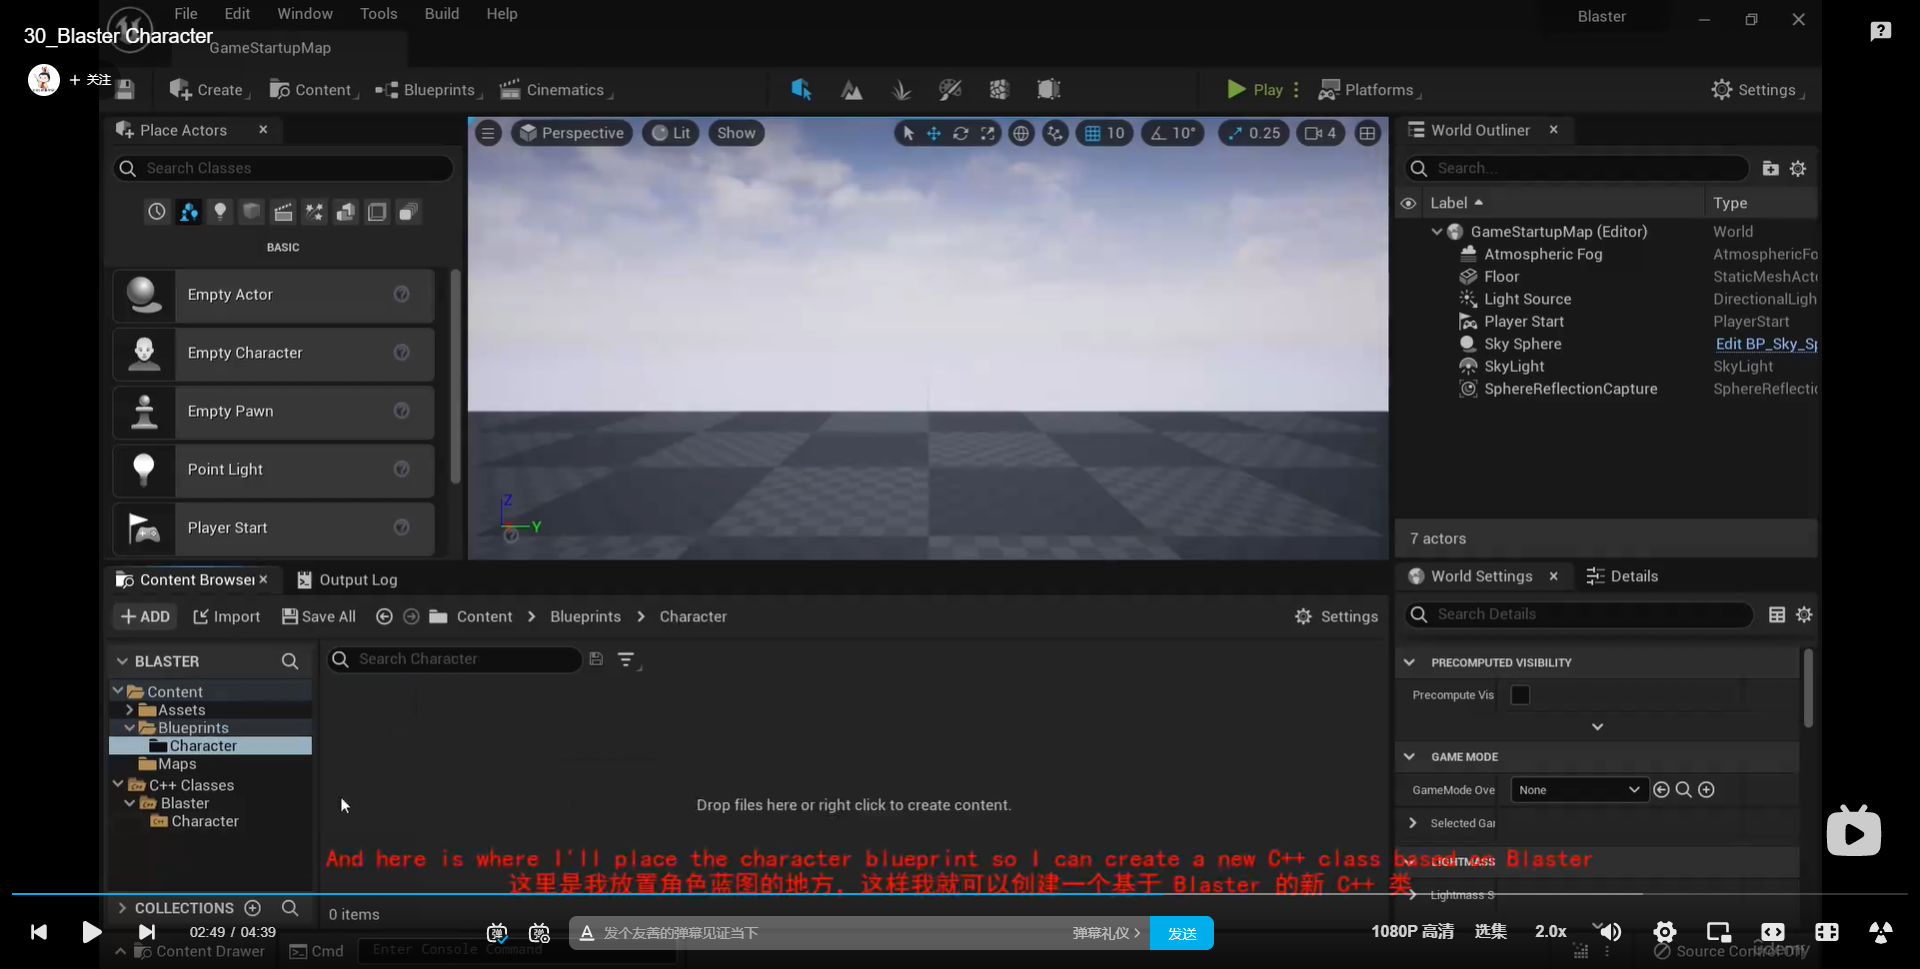 File Edit Window Tools Build Help
Blaster
30_Blaster Character
GameStartupMap
+ 关注
Create Content Blueprints Cinematics
Play Platforms Settings
Place Actors
Perspective Lit Show
10 10° 0.25 4
World Outliner
Search Classes
Search...
Label Type
BASIC
GameStartupMap (Editor) World
Atmospheric Fog AtmosphericFo
Floor StaticMeshAct
Light Source DirectionalLigh
Player Start PlayerStart
Sky Sphere Edit BP_Sky_Sp
SkyLight SkyLight
SphereReflectionCapture SphereReflecti
Empty Actor
Empty Character
Empty Pawn
Point Light
Player Start
Z
Y
7 actors
Content Browser Output Log
World Settings Details
+ ADD Import Save All Content > Blueprints > Character Settings
Search Details
BLASTER
Search Character
Content
Assets
Blueprints
Character
Maps
C++ Classes
Blaster
Character
Drop files here or right click to create content.
PRECOMPUTED VISIBILITY
Precompute Vis
GAME MODE
GameMode Ove None
Selected Gar
LIGHTMASS
Lightmass S
And here is where I'll place the character blueprint so I can create a new C++ class based on Blaster
这里是我放置角色蓝图的地方，这样我就可以创建一个基于 Blaster 的新 C++ 类
COLLECTIONS
0 items
02:49 / 04:39
发个友善的弹幕见证当下 弹幕礼仪 > 发送
1080P 高清 选集 2.0x
Content Drawer Cmd Enter Console Command
Source Control
udemy